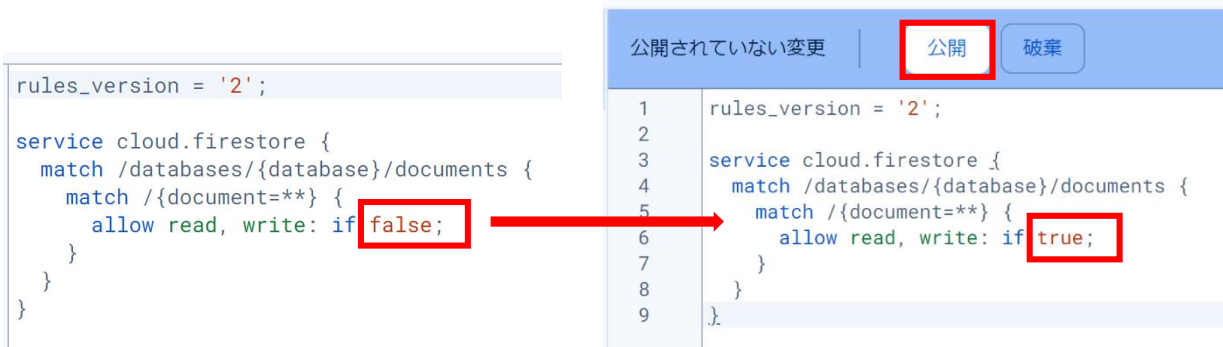 rules_version = '2';
service cloud.firestore {
match /databases/{database}/documents {
match /{document=**} {
allow read, write: if false;
}
}
}
公開されていない変更 公開 破棄
1 rules_version = '2';
2
3 service cloud.firestore {
4 match /databases/{database}/documents {
5 match /{document=**} {
6 allow read, write: if true;
7 }
8 }
9 }